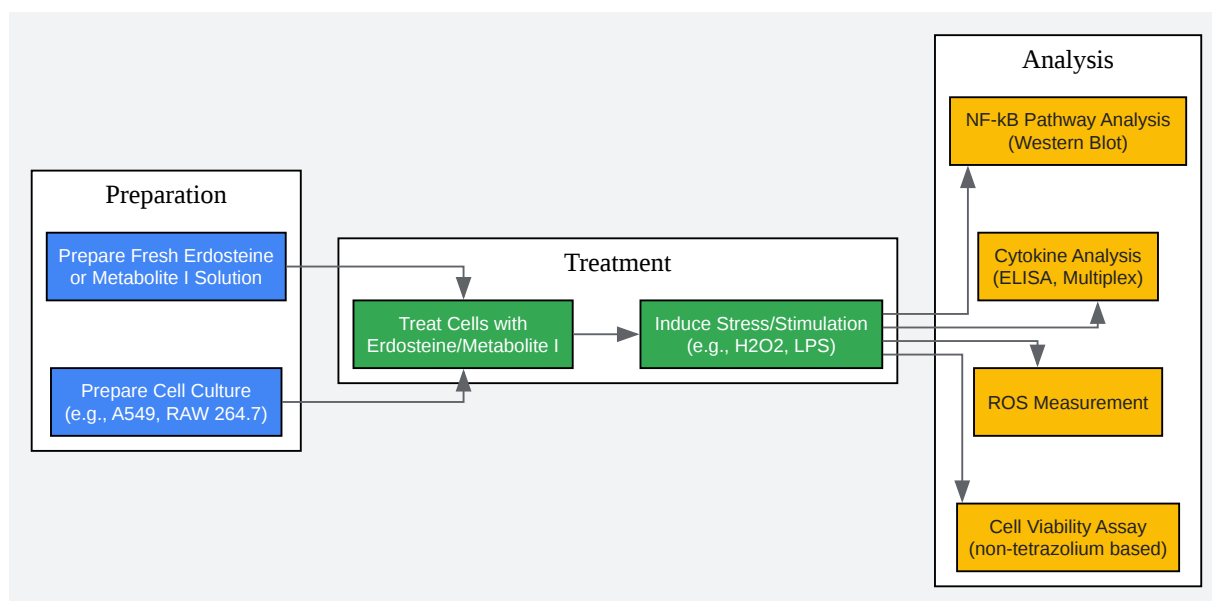 Preparation
Prepare Fresh Erdosteine
or Metabolite I Solution
Prepare Cell Culture
(e.g., A549, RAW 264.7)
Treatment
Treat Cells with
Erdosteine/Metabolite I
Induce Stress/Stimulation
(e.g., H2O2, LPS)
Analysis
NF-kB Pathway Analysis
(Western Blot)
Cytokine Analysis
(ELISA, Multiplex)
ROS Measurement
Cell Viability Assay
(non-tetrazolium based)